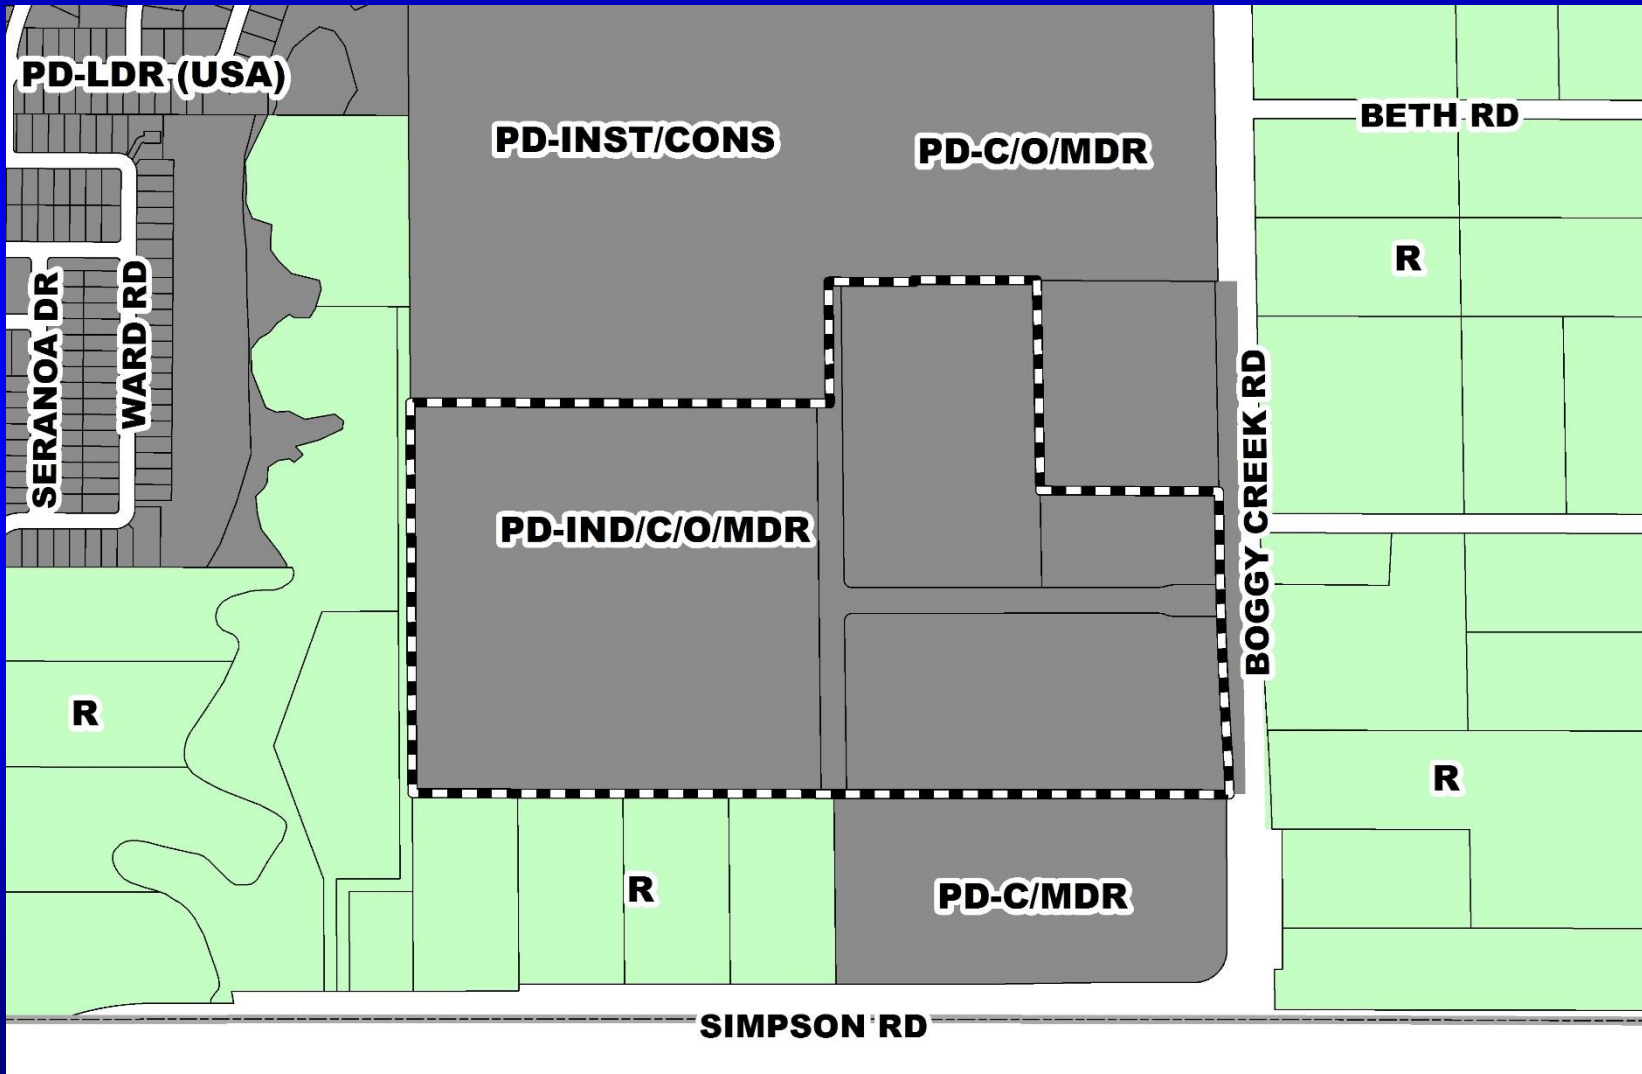 PD-LDR (USA)
PD-INST/CONS
PD-C/O/MDR
BETH RD
R
SERANOA DR
WARD RD
BOGGY CREEK RD
PD-IND/C/O/MDR
R
R
R
PD-C/MDR
SIMPSON RD